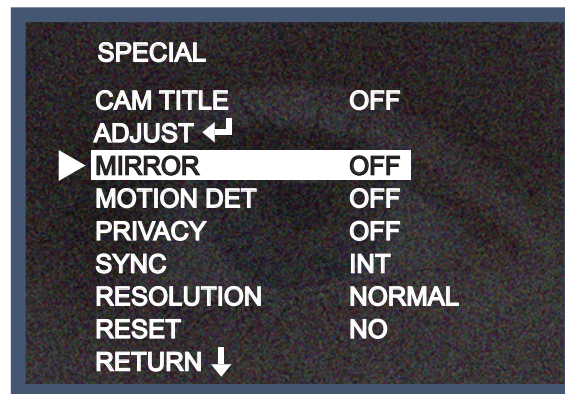 SPECIAL
CAM TITLE OFF
ADJUST ↵
MIRROR OFF
MOTION DET OFF
PRIVACY OFF
SYNC INT
RESOLUTION NORMAL
RESET NO
RETURN ↓